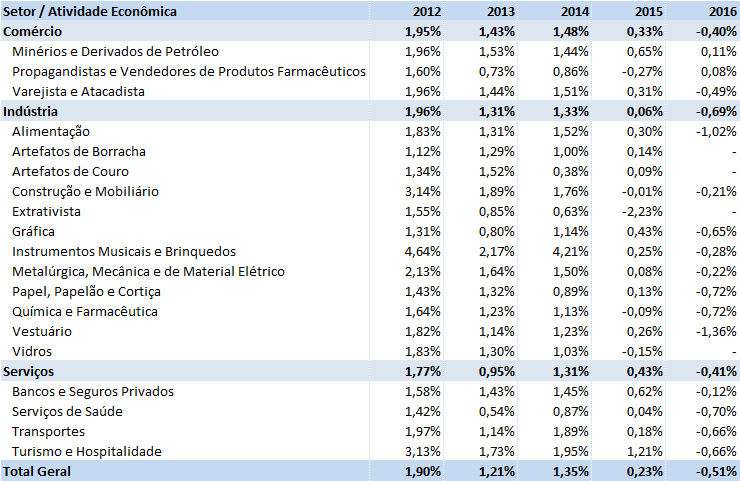 Setor / Atividade Econômica 2012 2013 2014 2015 2016
Comércio 1,95% 1,43% 1,48% 0,33% -0,40%
Minérios e Derivados de Petróleo 1,96% 1,53% 1,44% 0,65% 0,11%
Propagandistas e Vendedores de Produtos Farmacêuticos 1,60% 0,73% 0,86% -0,27% 0,08%
Varejista e Atacadista 1,96% 1,44% 1,51% 0,31% -0,49%
Indústria 1,96% 1,31% 1,33% 0,06% -0,69%
Alimentação 1,83% 1,31% 1,52% 0,30% -1,02%
Artefatos de Borracha 1,12% 1,29% 1,00% 0,14% -
Artefatos de Couro 1,34% 1,52% 0,38% 0,09% -
Construção e Mobiliário 3,14% 1,89% 1,76% -0,01% -0,21%
Extrativista 1,55% 0,85% 0,63% -2,23% -
Gráfica 1,31% 0,80% 1,14% 0,43% -0,65%
Instrumentos Musicais e Brinquedos 4,64% 2,17% 4,21% 0,25% -0,28%
Metalúrgica, Mecânica e de Material Elétrico 2,13% 1,64% 1,50% 0,08% -0,22%
Papel, Papelão e Cortiça 1,43% 1,32% 0,89% 0,13% -0,72%
Química e Farmacêutica 1,64% 1,23% 1,13% -0,09% -0,72%
Vestuário 1,82% 1,14% 1,23% 0,26% -1,36%
Vidros 1,83% 1,30% 1,03% -0,15% -
Serviços 1,77% 0,95% 1,31% 0,43% -0,41%
Bancos e Seguros Privados 1,58% 1,43% 1,45% 0,62% -0,12%
Serviços de Saúde 1,42% 0,54% 0,87% 0,04% -0,70%
Transportes 1,97% 1,14% 1,89% 0,18% -0,66%
Turismo e Hospitalidade 3,13% 1,73% 1,95% 1,21% -0,66%
Total Geral 1,90% 1,21% 1,35% 0,23% -0,51%